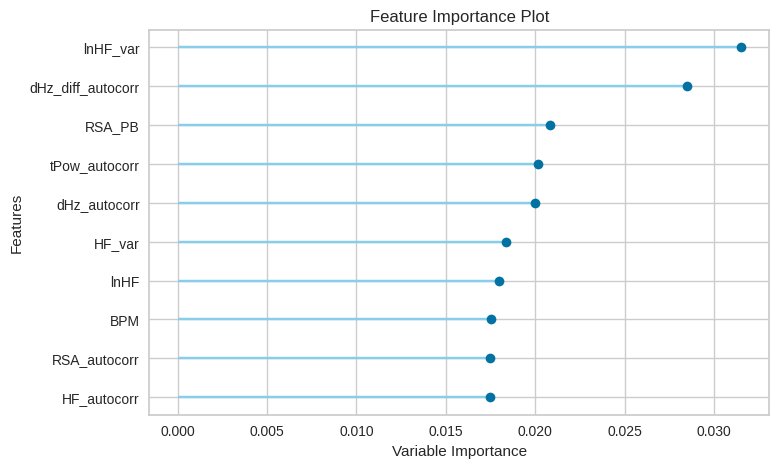 Feature Importance Plot
Features
lnHF_var
dHz_diff_autocorr
RSA_PB
tPow_autocorr
dHz_autocorr
HF_var
lnHF
BPM
RSA_autocorr
HF_autocorr
0.000 0.005 0.010 0.015 0.020 0.025 0.030
Variable Importance